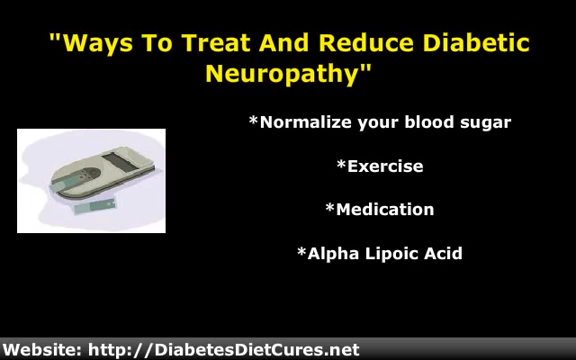 "Ways To Treat And Reduce Diabetic
Neuropathy"
*Normalize your blood sugar
*Exercise
*Medication
*Alpha Lipoic Acid
Website: http://DiabetesDietCures.net